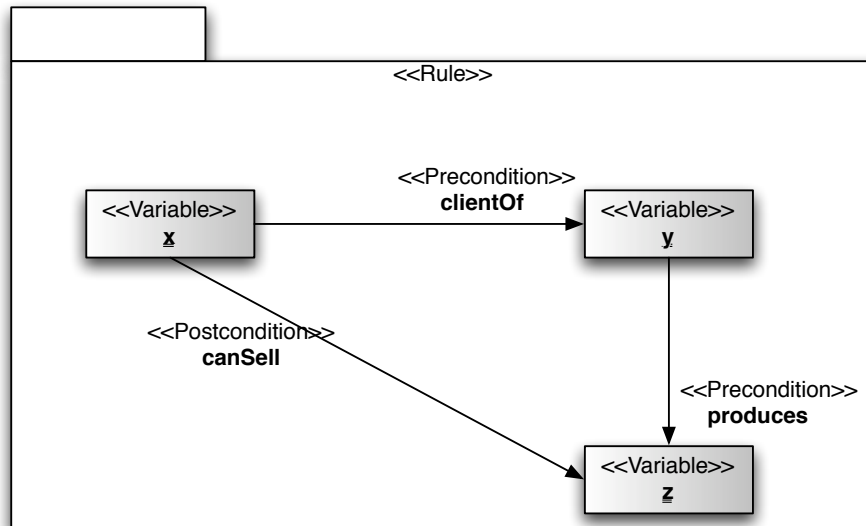 <<Rule>>
<<Precondition>>
clientOf
<<Variable>>
x
<<Variable>>
y
<<Postcondition>>
canSell
<<Precondition>>
produces
<<Variable>>
z